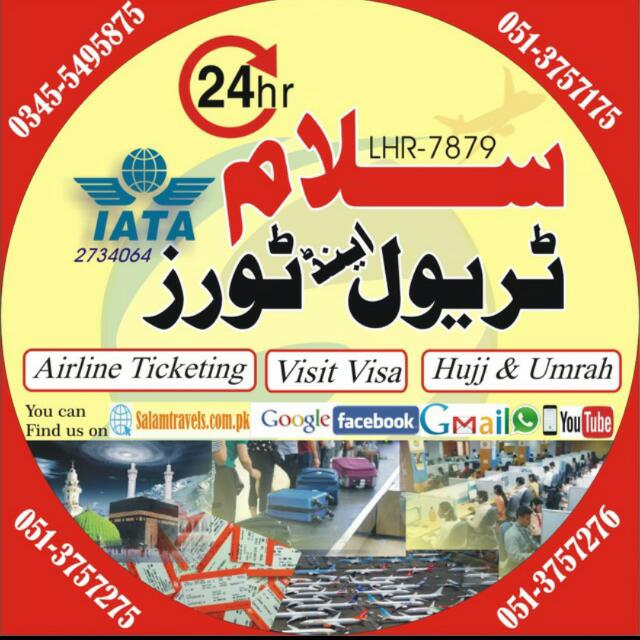 0345-5495875
051-3757175
24hr
LHR-7879
سلام
IATA
2734064
ٹریول اینڈ ٹورز
Airline Ticketing
Visit Visa
Hujj & Umrah
You can
Find us on
Salamtravels.com.pk
Google
facebook
GMail
YouTube
051-3757275
051-3757276